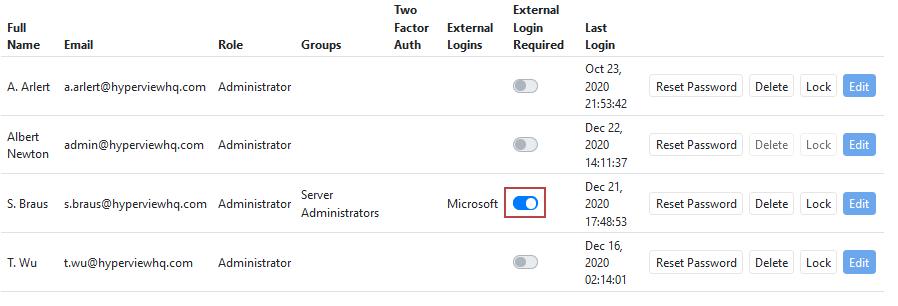 Full Name Email Role Groups Two Factor Auth External Logins External Login Required Last Login
A. Arlert a.arlert@hyperviewhq.com Administrator Oct 23, 2020 21:53:42 Reset Password Delete Lock Edit
Albert Newton admin@hyperviewhq.com Administrator Dec 22, 2020 14:11:37 Reset Password Delete Lock Edit
S. Braus s.braus@hyperviewhq.com Administrator Server Administrators Microsoft Dec 21, 2020 17:48:53 Reset Password Delete Lock Edit
T. Wu t.wu@hyperviewhq.com Administrator Dec 16, 2020 02:14:01 Reset Password Delete Lock Edit